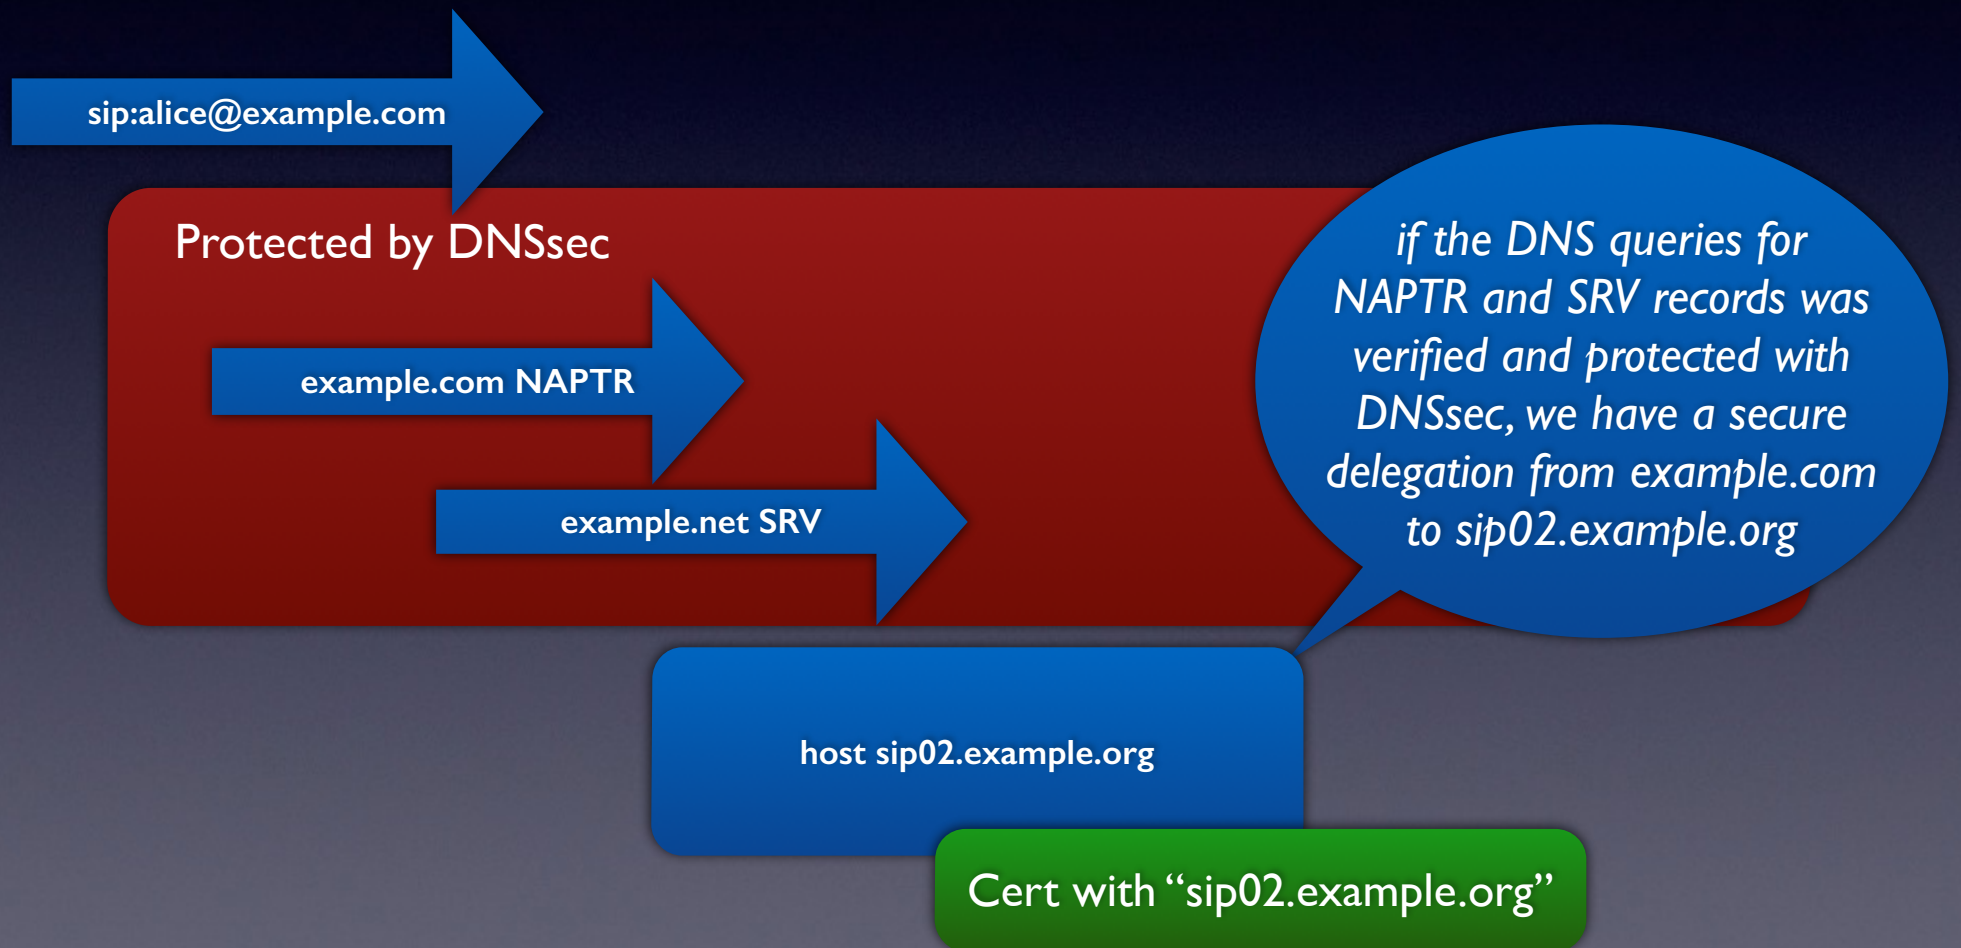 sip:alice@example.com
Protected by DNSsec
example.com NAPTR
example.net SRV
if the DNS queries for
NAPTR and SRV records was
verified and protected with
DNSsec, we have a secure
delegation from example.com
to sip02.example.org
host sip02.example.org
Cert with “sip02.example.org”